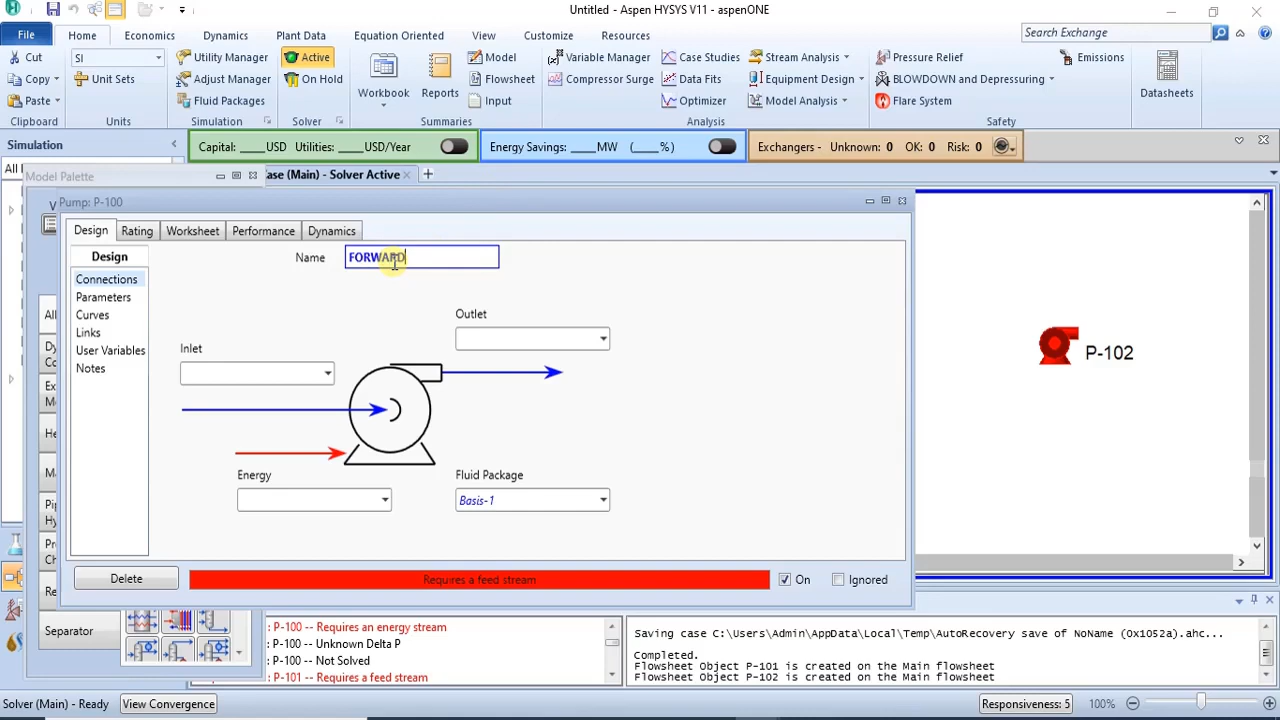 Untitled - Aspen HYSYS V11 - aspenONE
File Home Economics Dynamics Plant Data Equation Oriented View Customize Resources Search Exchange
Cut SI Utility Manager Active Model Variable Manager Case Studies Stream Analysis Pressure Relief Emissions
Copy Unit Sets Adjust Manager On Hold Workbook Reports Flowsheet Compressor Surge Data Fits Equipment Design BLOWDOWN and Depressuring Datasheets
Paste Fluid Packages Input Optimizer Model Analysis Flare System
Clipboard Units Simulation Solver Summaries Analysis Safety
Simulation Capital: ____USD Utilities: ____USD/Year Energy Savings: ____MW (____%) Exchangers - Unknown: 0 OK: 0 Risk: 0
All
Model Palette ase (Main) - Solver Active
V Pump: P-100
Design Rating Worksheet Performance Dynamics
Design Name FORWARD
Connections
Parameters
Curves Outlet
Links
User Variables Inlet P-102
Notes
Energy Fluid Package
Basis-1
Delete Requires a feed stream On Ignored
Separator
: P-100 -- Requires an energy stream
: P-100 -- Unknown Delta P
: P-100 -- Not Solved
: P-101 -- Requires a feed stream
Saving case C:\Users\Admin\AppData\Local\Temp\AutoRecovery save of NoName (0x1052a).ahc...
Completed.
Flowsheet Object P-101 is created on the Main flowsheet
Flowsheet Object P-102 is created on the Main flowsheet
Solver (Main) - Ready View Convergence Responsiveness: 5 100%